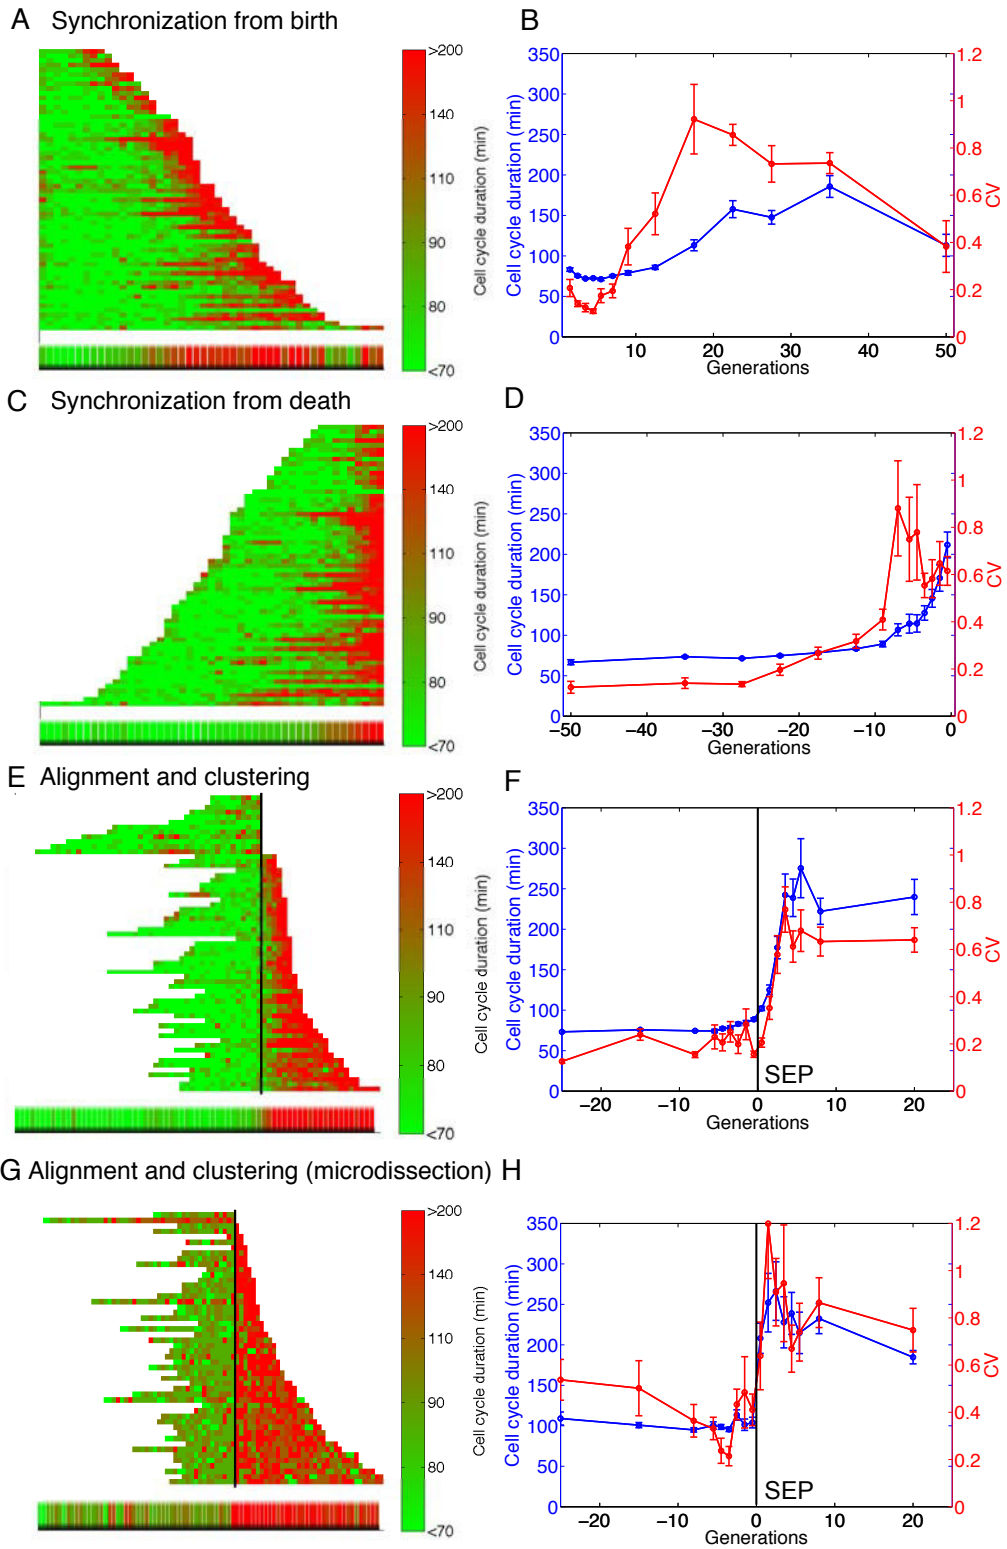 A Synchronization from birth
>200
140
110
90
80
<70
Cell cycle duration (min)
B
350
300
250
200
150
100
50
0
Cell cycle duration (min)
1.2
1
0.8
0.6
0.4
0.2
0
CV
10 20 30 40 50
Generations
C Synchronization from death
>200
140
110
90
80
<70
Cell cycle duration (min)
D
350
300
250
200
150
100
50
0
Cell cycle duration (min)
1.2
1
0.8
0.6
0.4
0.2
0
CV
−50 −40 −30 −20 −10 0
Generations
E Alignment and clustering
>200
140
110
90
80
<70
Cell cycle duration (min)
F
350
300
250
200
150
100
50
0
Cell cycle duration (min)
1.2
1
0.8
0.6
0.4
0.2
0
CV
SEP
−20 −10 0 10 20
Generations
G Alignment and clustering (microdissection)
>200
140
110
90
80
<70
Cell cycle duration (min)
H
350
300
250
200
150
100
50
0
Cell cycle duration (min)
1.2
1
0.8
0.6
0.4
0.2
0
CV
SEP
−20 −10 0 10 20
Generations